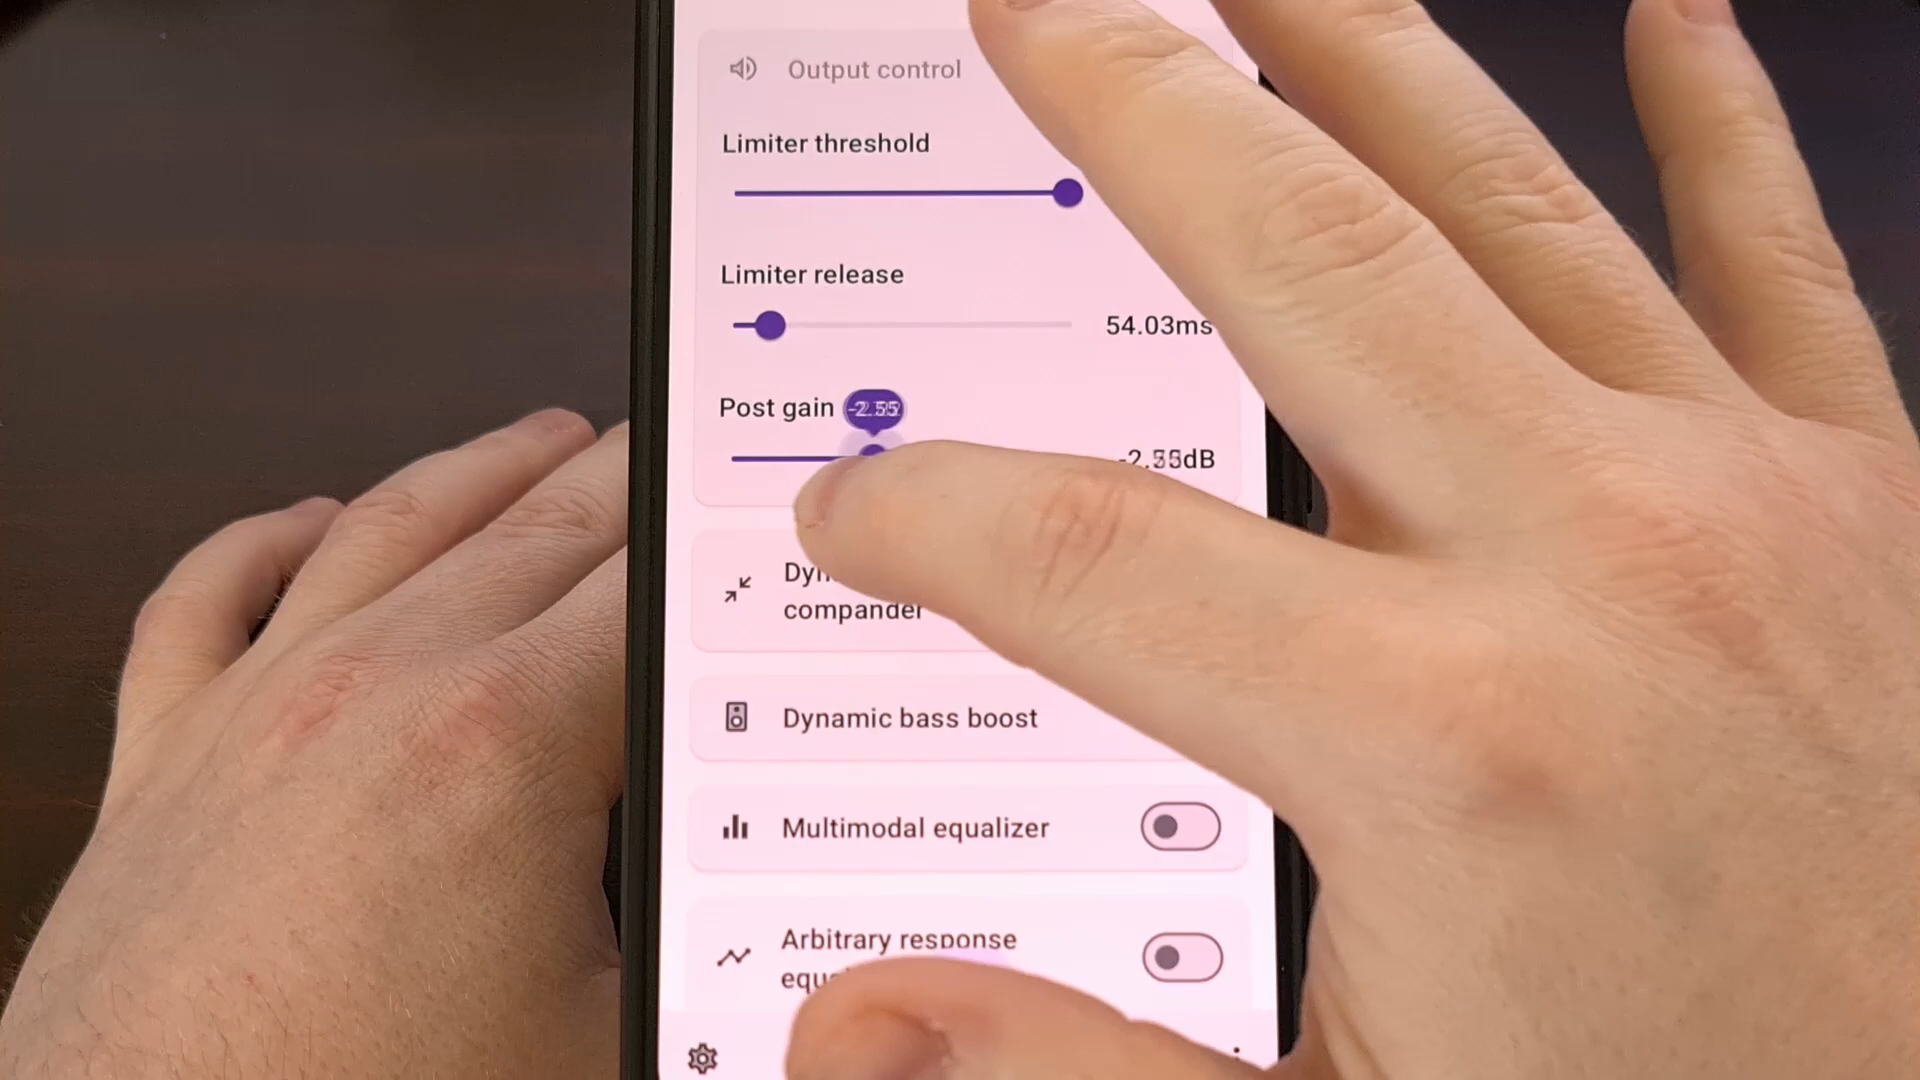 Output control
Limiter threshold
Limiter release
54.03ms
Post gain
compander
Dynamic bass boost
Multimodal equalizer
Arbitrary response